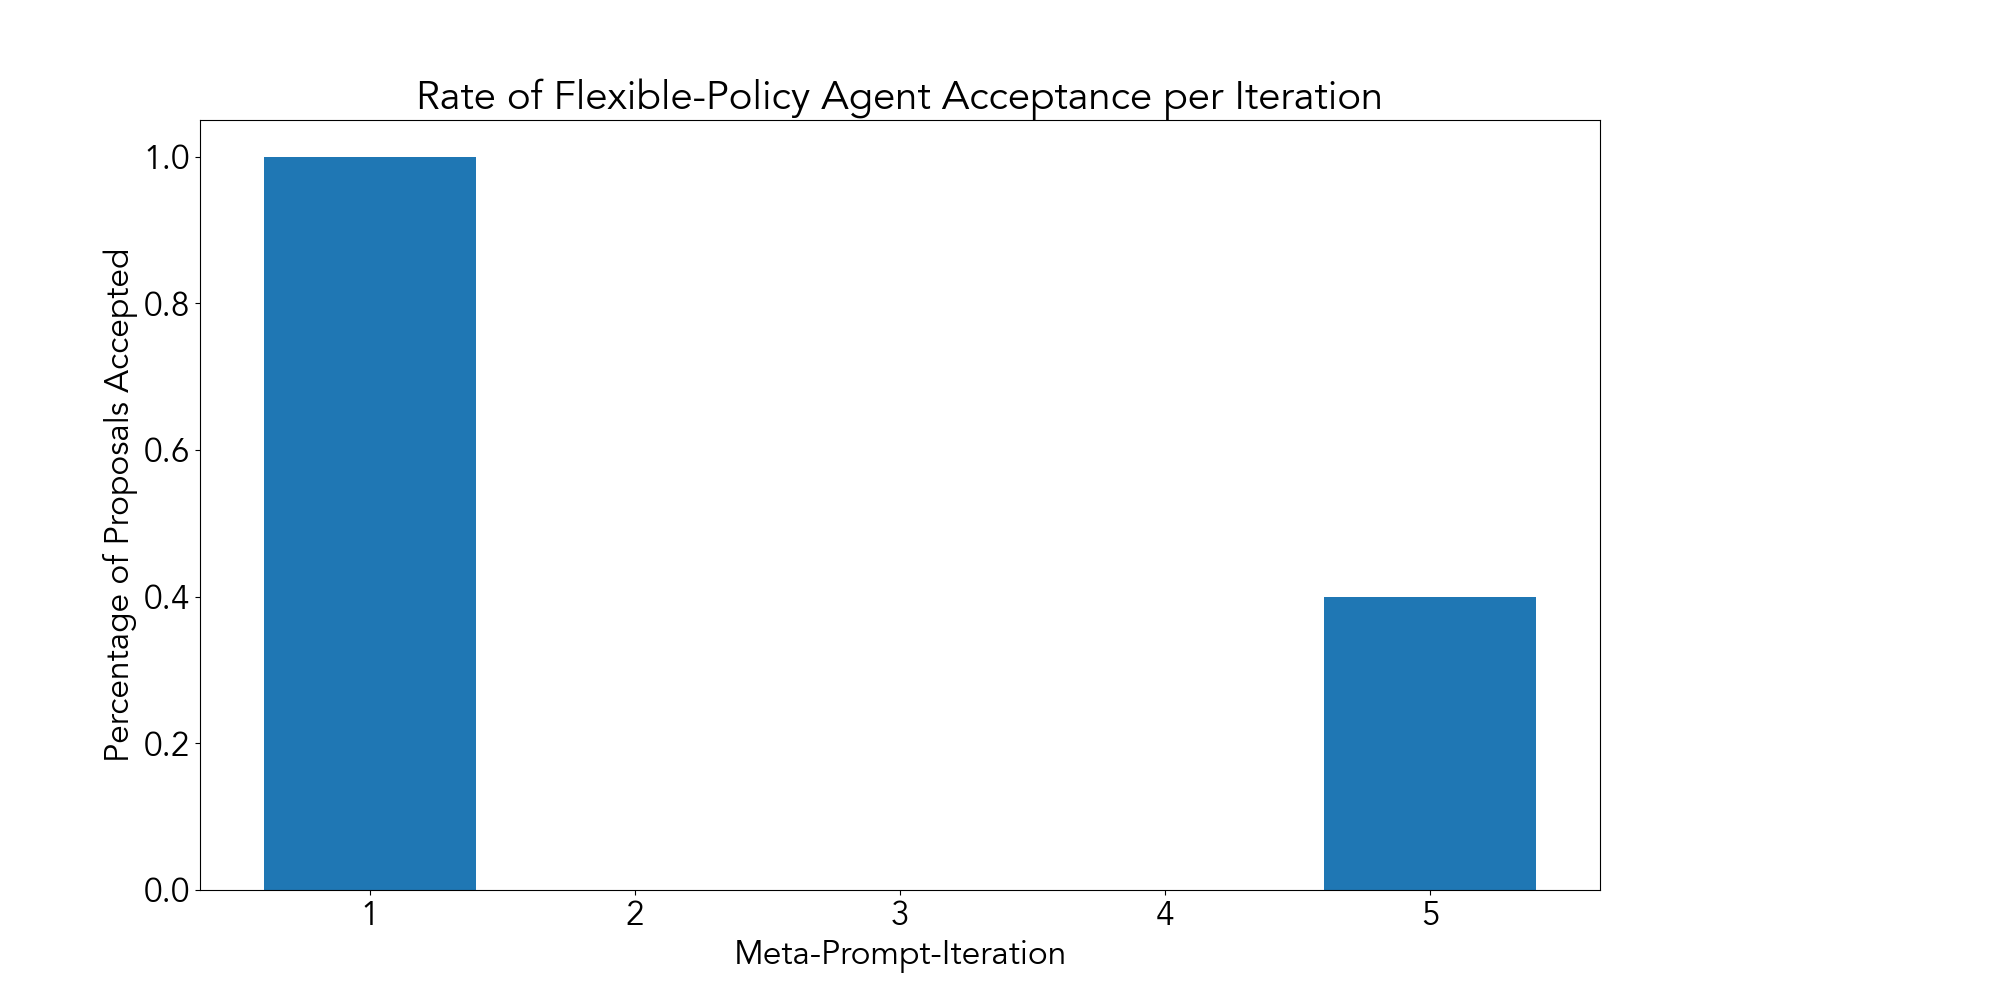 Rate of Flexible-Policy Agent Acceptance per Iteration
Percentage of Proposals Accepted
1.0
0.8
0.6
0.4
0.2
0.0
1 2 3 4 5
Meta-Prompt-Iteration